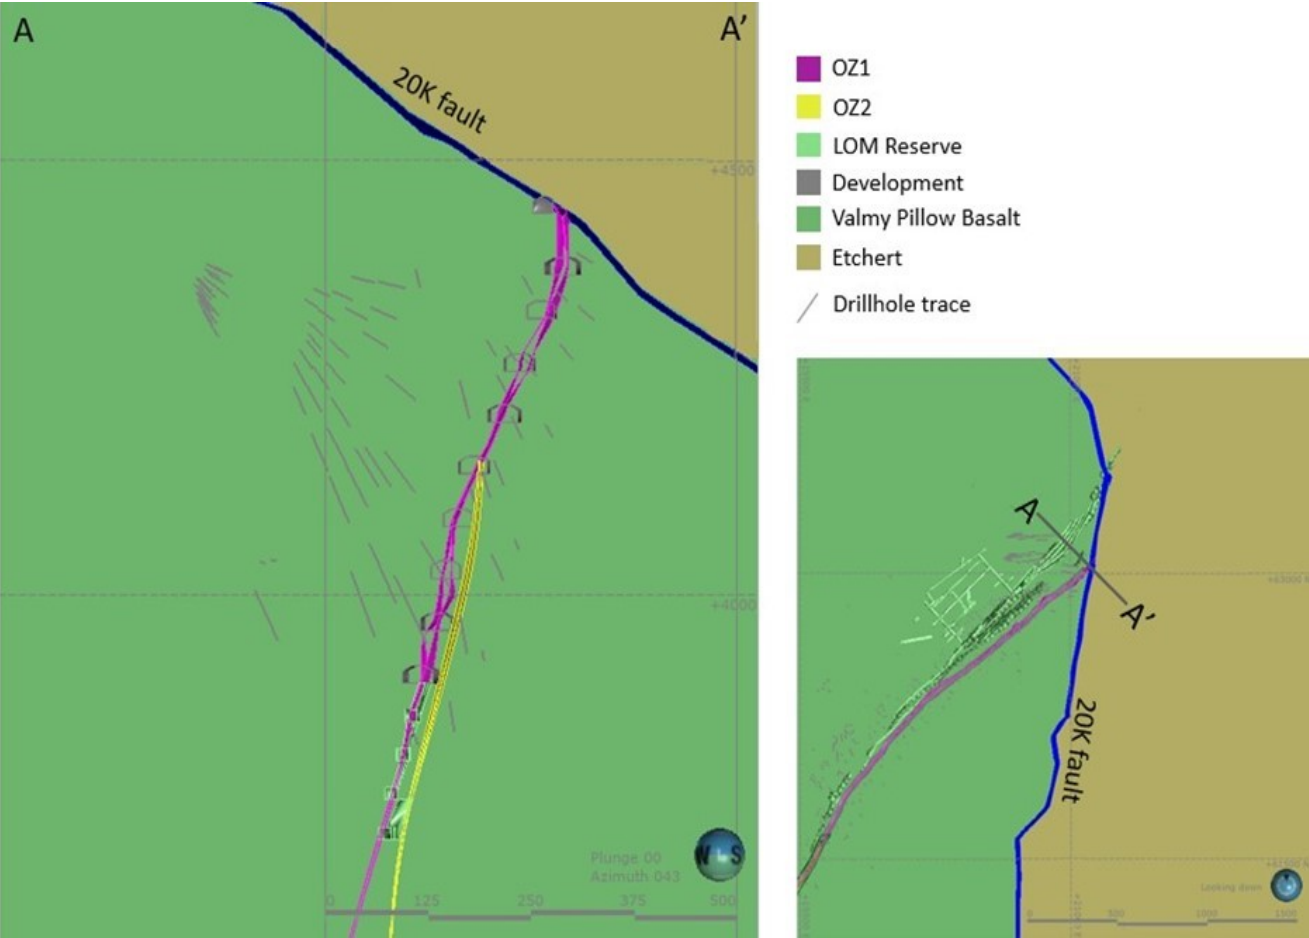 A
A’
20K fault
+4500
+4000
Plunge 00
Azimuth 043
W
S
0
125
250
375
500
OZ1
OZ2
LOM Reserve
Development
Valmy Pillow Basalt
Etchert
Drillhole trace
A
A’
20K fault
Looking down
0
500
1000
1500